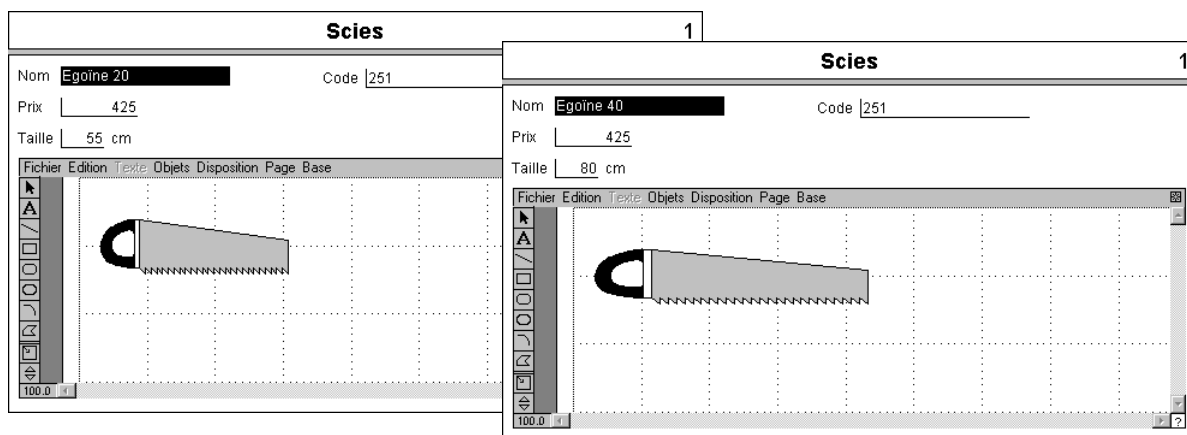 Scies 1
Nom Egoïne 20 Code 251
Prix 425
Taille 55 cm
Fichier Edition Texte Objets Disposition Page Base
A
100.0
Scies 1
Nom Egoïne 40 Code 251
Prix 425
Taille 80 cm
Fichier Edition Texte Objets Disposition Page Base
A
100.0 ?